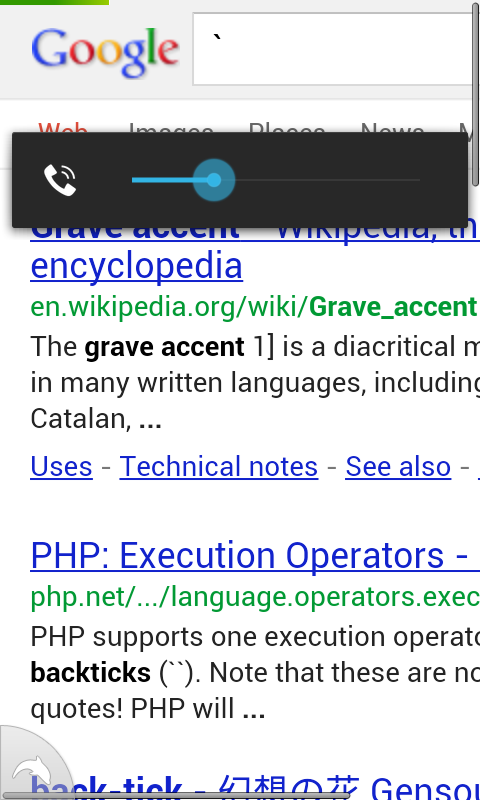 Google
`
Web Images Places News M
Grave accent - Wikipedia, th
encyclopedia
en.wikipedia.org/wiki/Grave_accent
The grave accent 1] is a diacritical m
in many written languages, including
Catalan, ...
Uses - Technical notes - See also -
PHP: Execution Operators -
php.net/.../language.operators.exec
PHP supports one execution operato
backticks (``). Note that these are no
quotes! PHP will ...
back-tick - 幻想の花 Gensou